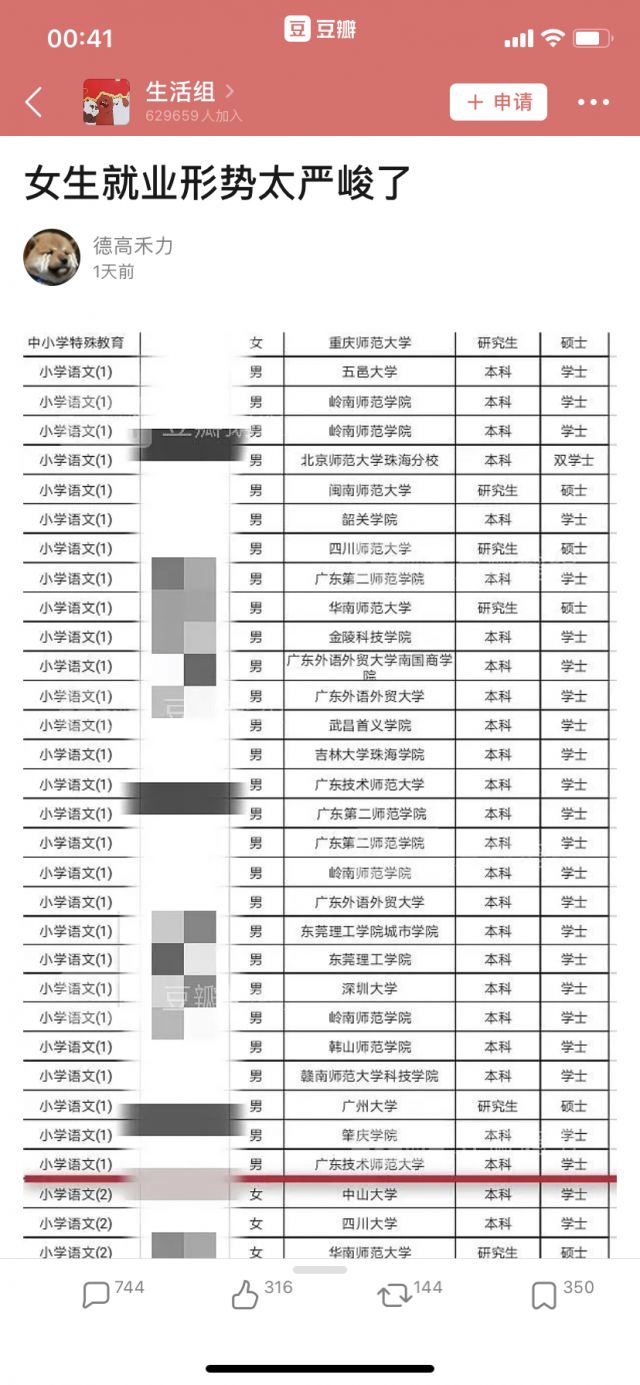 00:41
豆 豆瓣
生活组
629659人加入
+ 申请
女生就业形势太严峻了
德高禾力
1天前
中小学特殊教育 女 重庆师范大学 研究生 硕士
小学语文(1) 男 五邑大学 本科 学士
小学语文(1) 男 岭南师范学院 本科 学士
小学语文(1) 男 岭南师范学院 本科 学士
小学语文(1) 男 北京师范大学珠海分校 本科 双学士
小学语文(1) 男 闽南师范大学 研究生 硕士
小学语文(1) 男 韶关学院 本科 学士
小学语文(1) 男 四川师范大学 研究生 硕士
小学语文(1) 男 广东第二师范学院 本科 学士
小学语文(1) 男 华南师范大学 研究生 硕士
小学语文(1) 男 金陵科技学院 本科 学士
小学语文(1) 男 广东外语外贸大学南国商学院 本科 学士
小学语文(1) 男 广东外语外贸大学 本科 学士
小学语文(1) 男 武昌首义学院 本科 学士
小学语文(1) 男 吉林大学珠海学院 本科 学士
小学语文(1) 男 广东技术师范大学 本科 学士
小学语文(1) 男 广东第二师范学院 本科 学士
小学语文(1) 男 广东第二师范学院 本科 学士
小学语文(1) 男 岭南师范学院 本科 学士
小学语文(1) 男 广东外语外贸大学 本科 学士
小学语文(1) 男 东莞理工学院城市学院 本科 学士
小学语文(1) 男 东莞理工学院 本科 学士
小学语文(1) 男 深圳大学 本科 学士
小学语文(1) 男 岭南师范学院 本科 学士
小学语文(1) 男 韩山师范学院 本科 学士
小学语文(1) 男 赣南师范大学科技学院 本科 学士
小学语文(1) 男 广州大学 研究生 硕士
小学语文(1) 男 肇庆学院 本科 学士
小学语文(1) 男 广东技术师范大学 本科 学士
小学语文(2) 女 中山大学 本科 学士
小学语文(2) 女 四川大学 本科 学士
小学语文(2) 女 华南师范大学 研究生 硕士
744 316 144 350